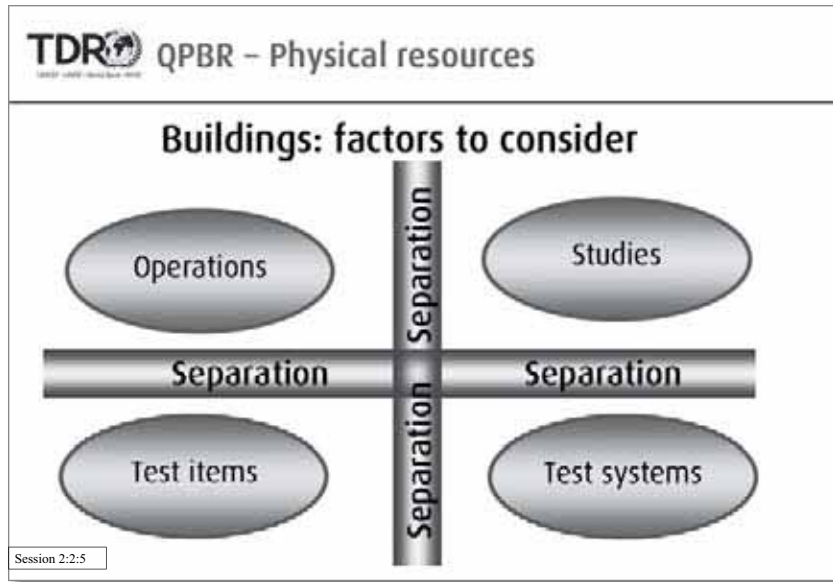 TDR QPBR – Physical resources
Buildings: factors to consider
Operations
Separation
Studies
Separation
Separation
Test items
Separation
Test systems
Session 2:2:5